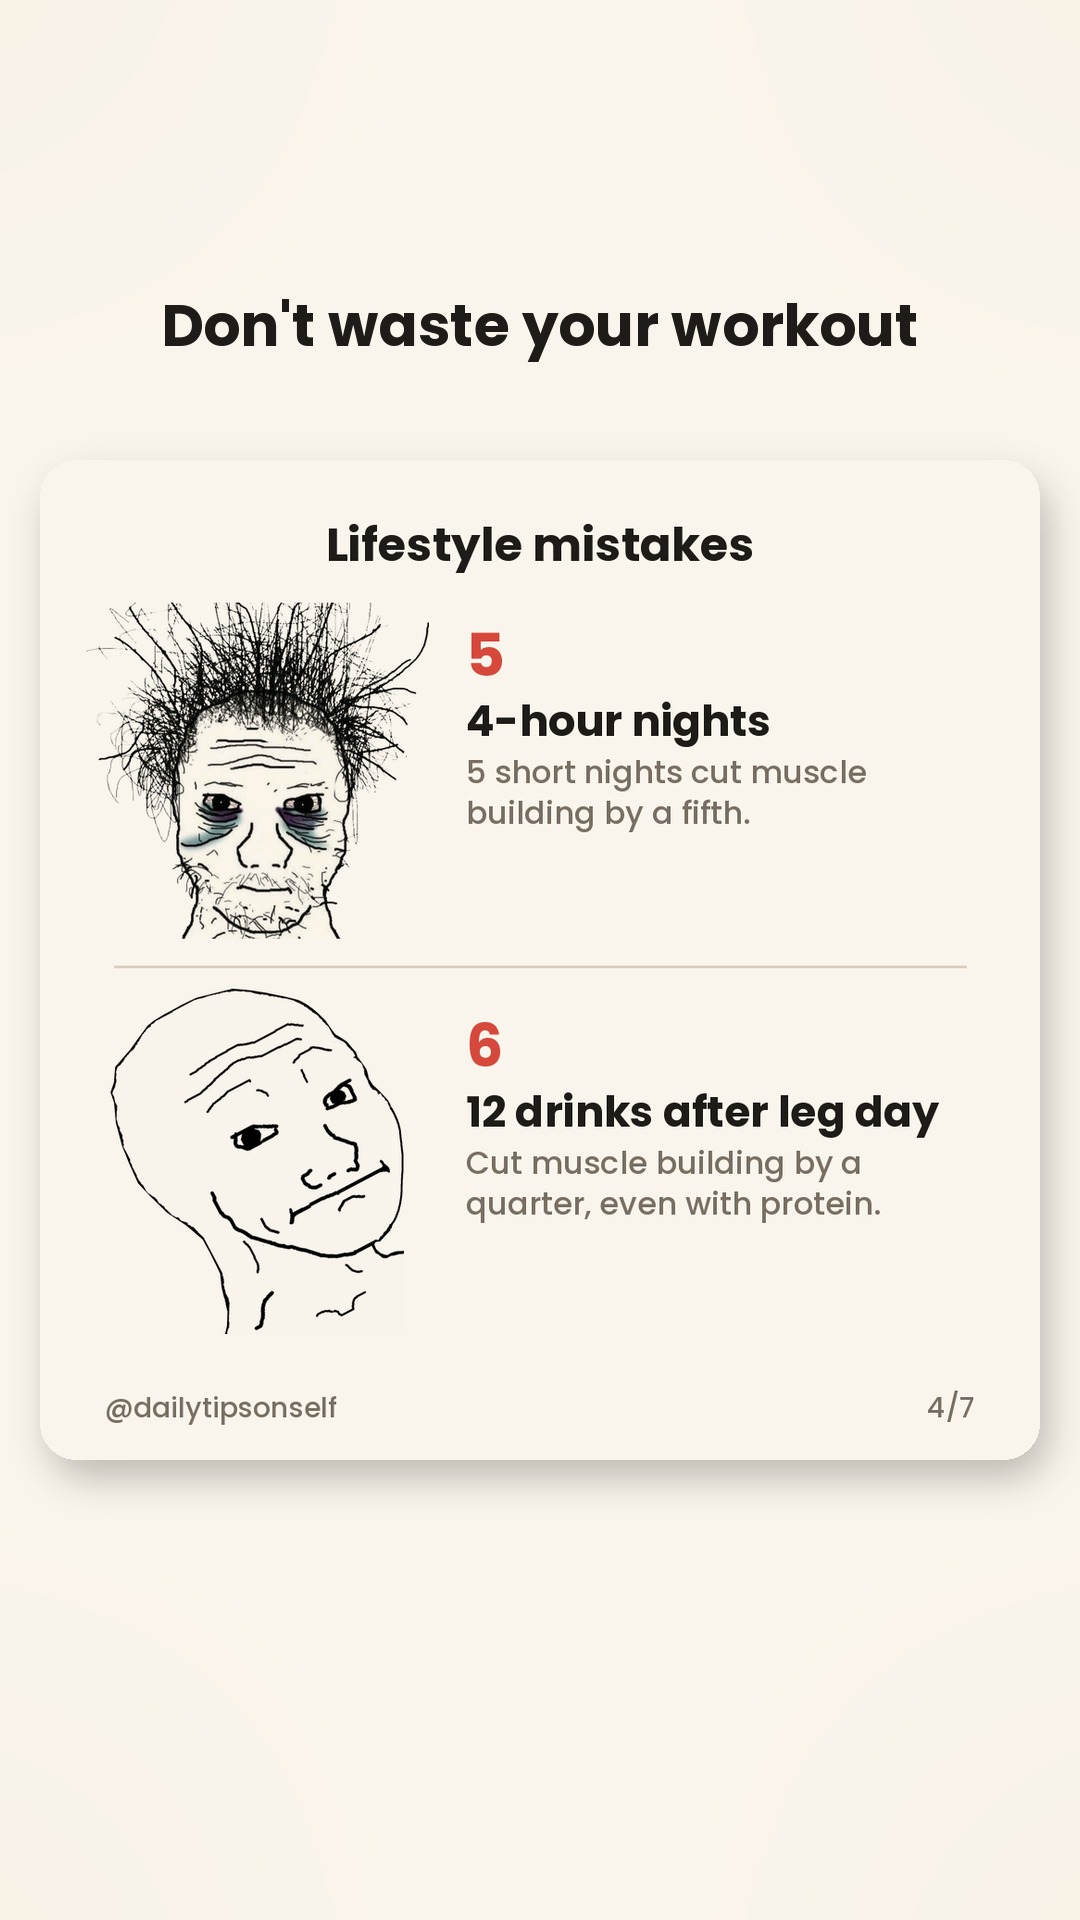 Don't waste your workout
Lifestyle mistakes
5
4-hour nights
5 short nights cut muscle
building by a fifth.
6
12 drinks after leg day
Cut muscle building by a
quarter, even with protein.
@dailytipsonself
4/7